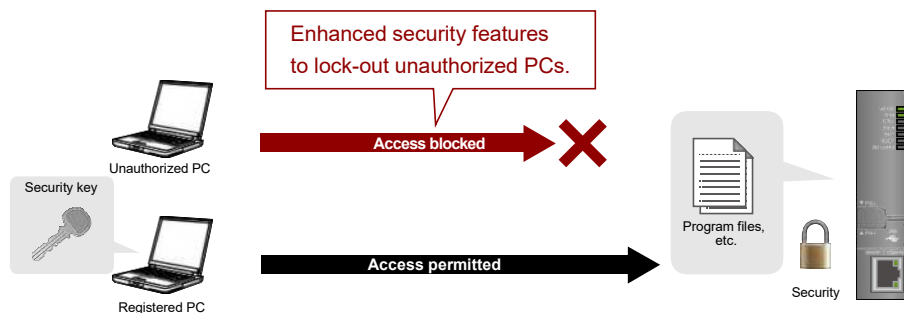 Enhanced security features
to lock-out unauthorized PCs.
Access blocked
Unauthorized PC
Security key
Program files,
etc.
Access permitted
Security
Registered PC